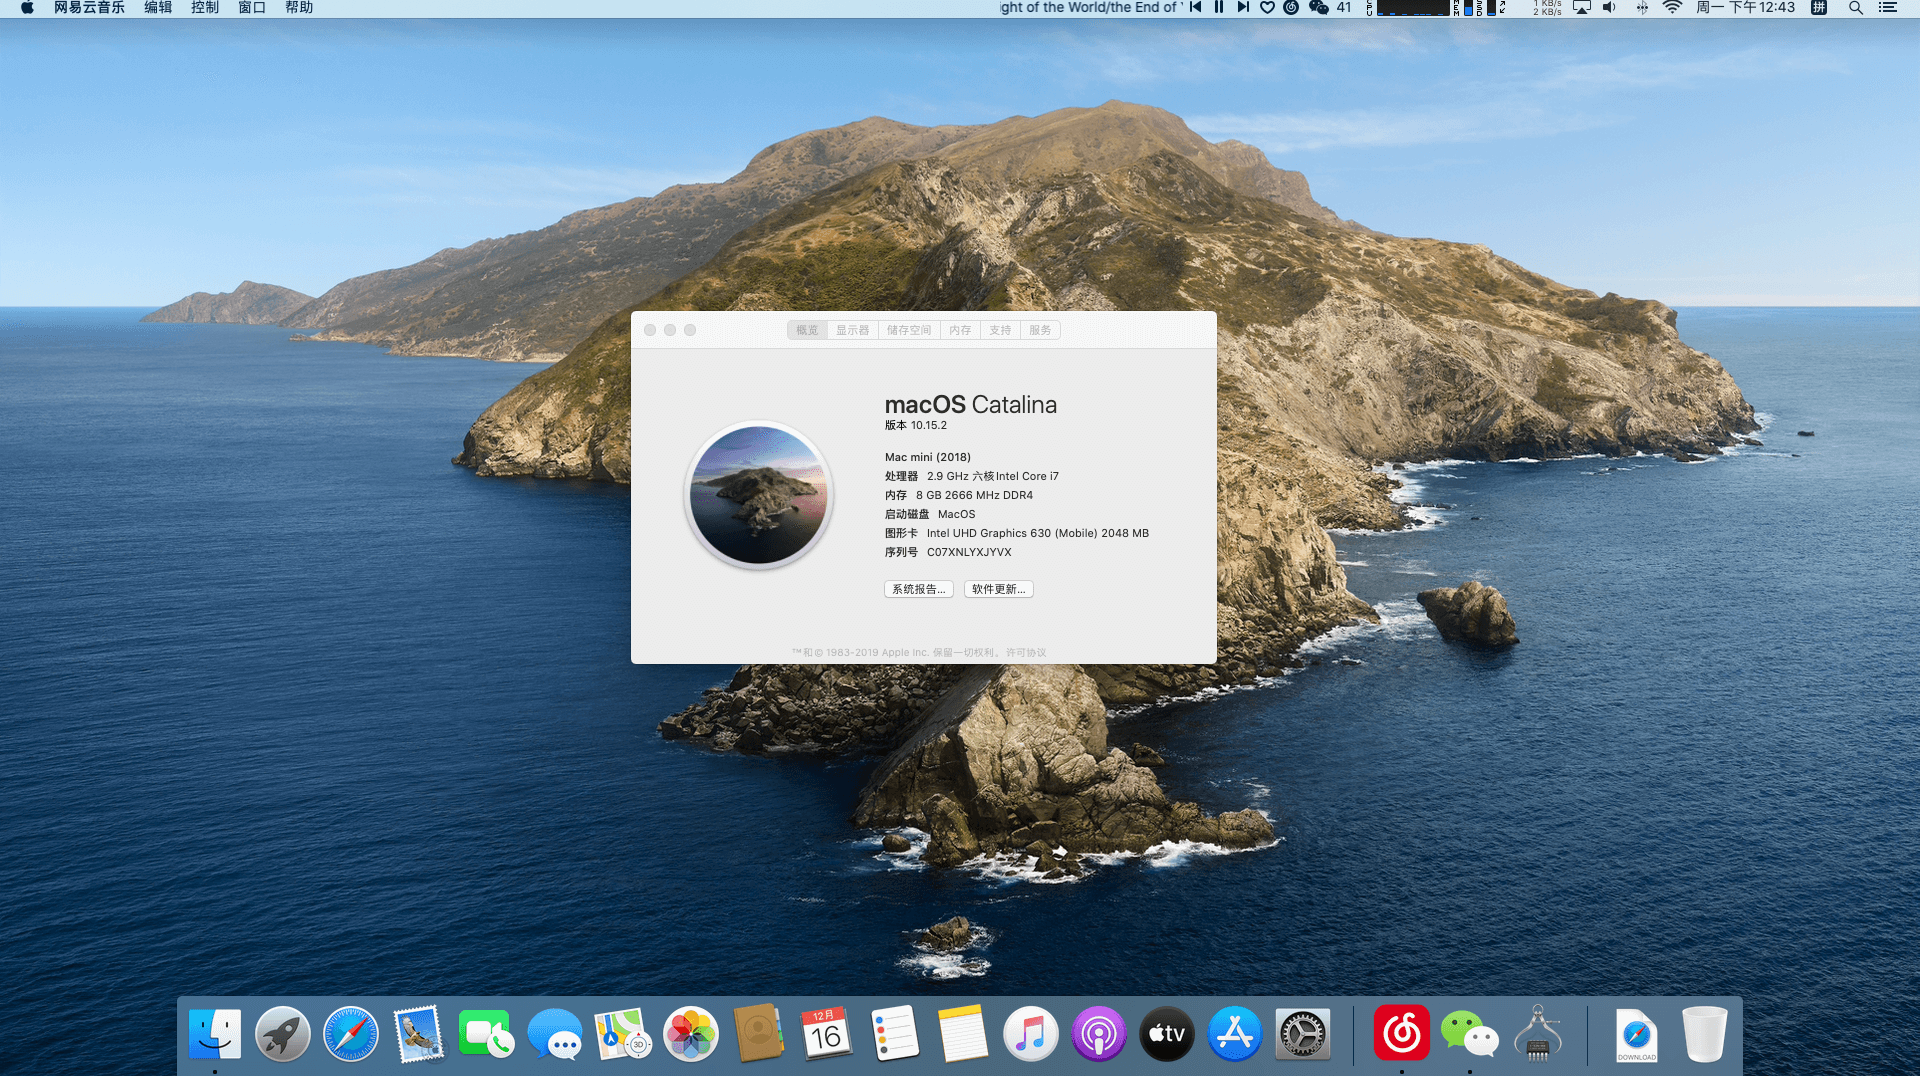 网易云音乐 编辑 控制 窗口 帮助
ight of the World/the End of
41
CPU
MEM
SSD
1 KB/s
2 KB/s
周一 下午12:43
拼
概览 显示器 储存空间 内存 支持 服务
macOS Catalina
版本 10.15.2
Mac mini (2018)
处理器 2.9 GHz 六核Intel Core i7
内存 8 GB 2666 MHz DDR4
启动磁盘 MacOS
图形卡 Intel UHD Graphics 630 (Mobile) 2048 MB
序列号 C07XNLYXJYVX
系统报告... 软件更新...
™和© 1983-2019 Apple Inc. 保留一切权利。 许可协议
3D
12月
16
tv
DOWNLOAD